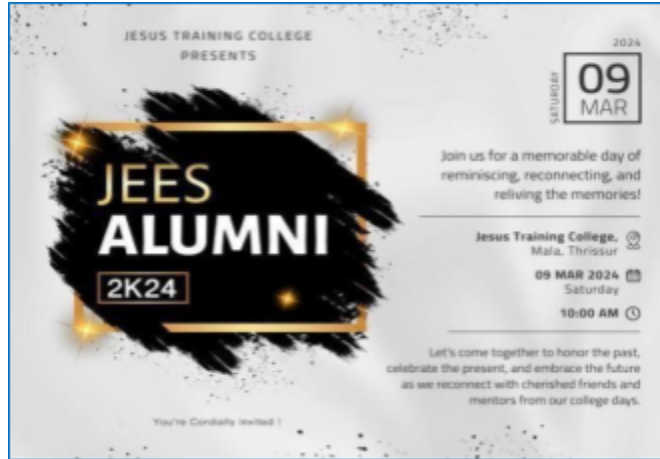 JESUS TRAINING COLLEGE
PRESENTS
JEES
ALUMNI
2K24
You're Cordially Invited !
2024
SATURDAY
09
MAR
Join us for a memorable day of
reminiscing, reconnecting, and
reliving the memories!
Jesus Training College,
Mala, Thrissur
09 MAR 2024
Saturday
10:00 AM
Let's come together to honor the past,
celebrate the present, and embrace the future
as we reconnect with cherished friends and
mentors from our college days.